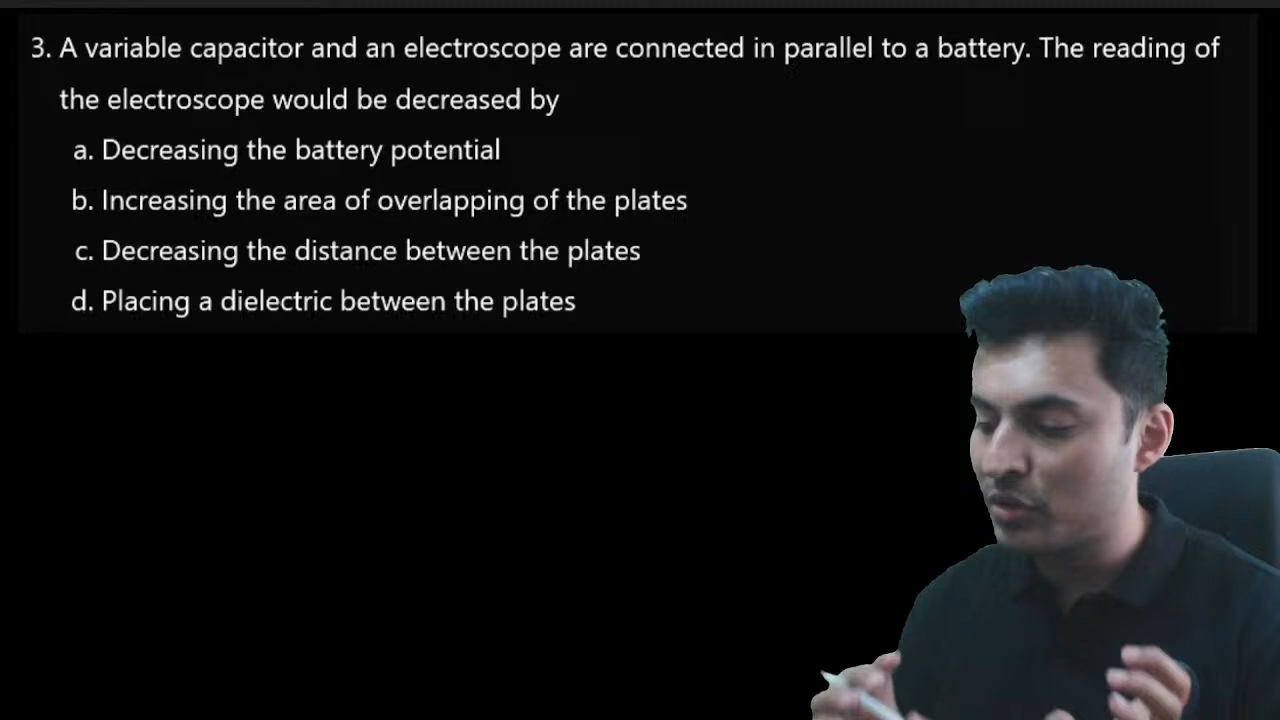 3. A variable capacitor and an electroscope are connected in parallel to a battery. The reading of
the electroscope would be decreased by
a. Decreasing the battery potential
b. Increasing the area of overlapping of the plates
c. Decreasing the distance between the plates
d. Placing a dielectric between the plates